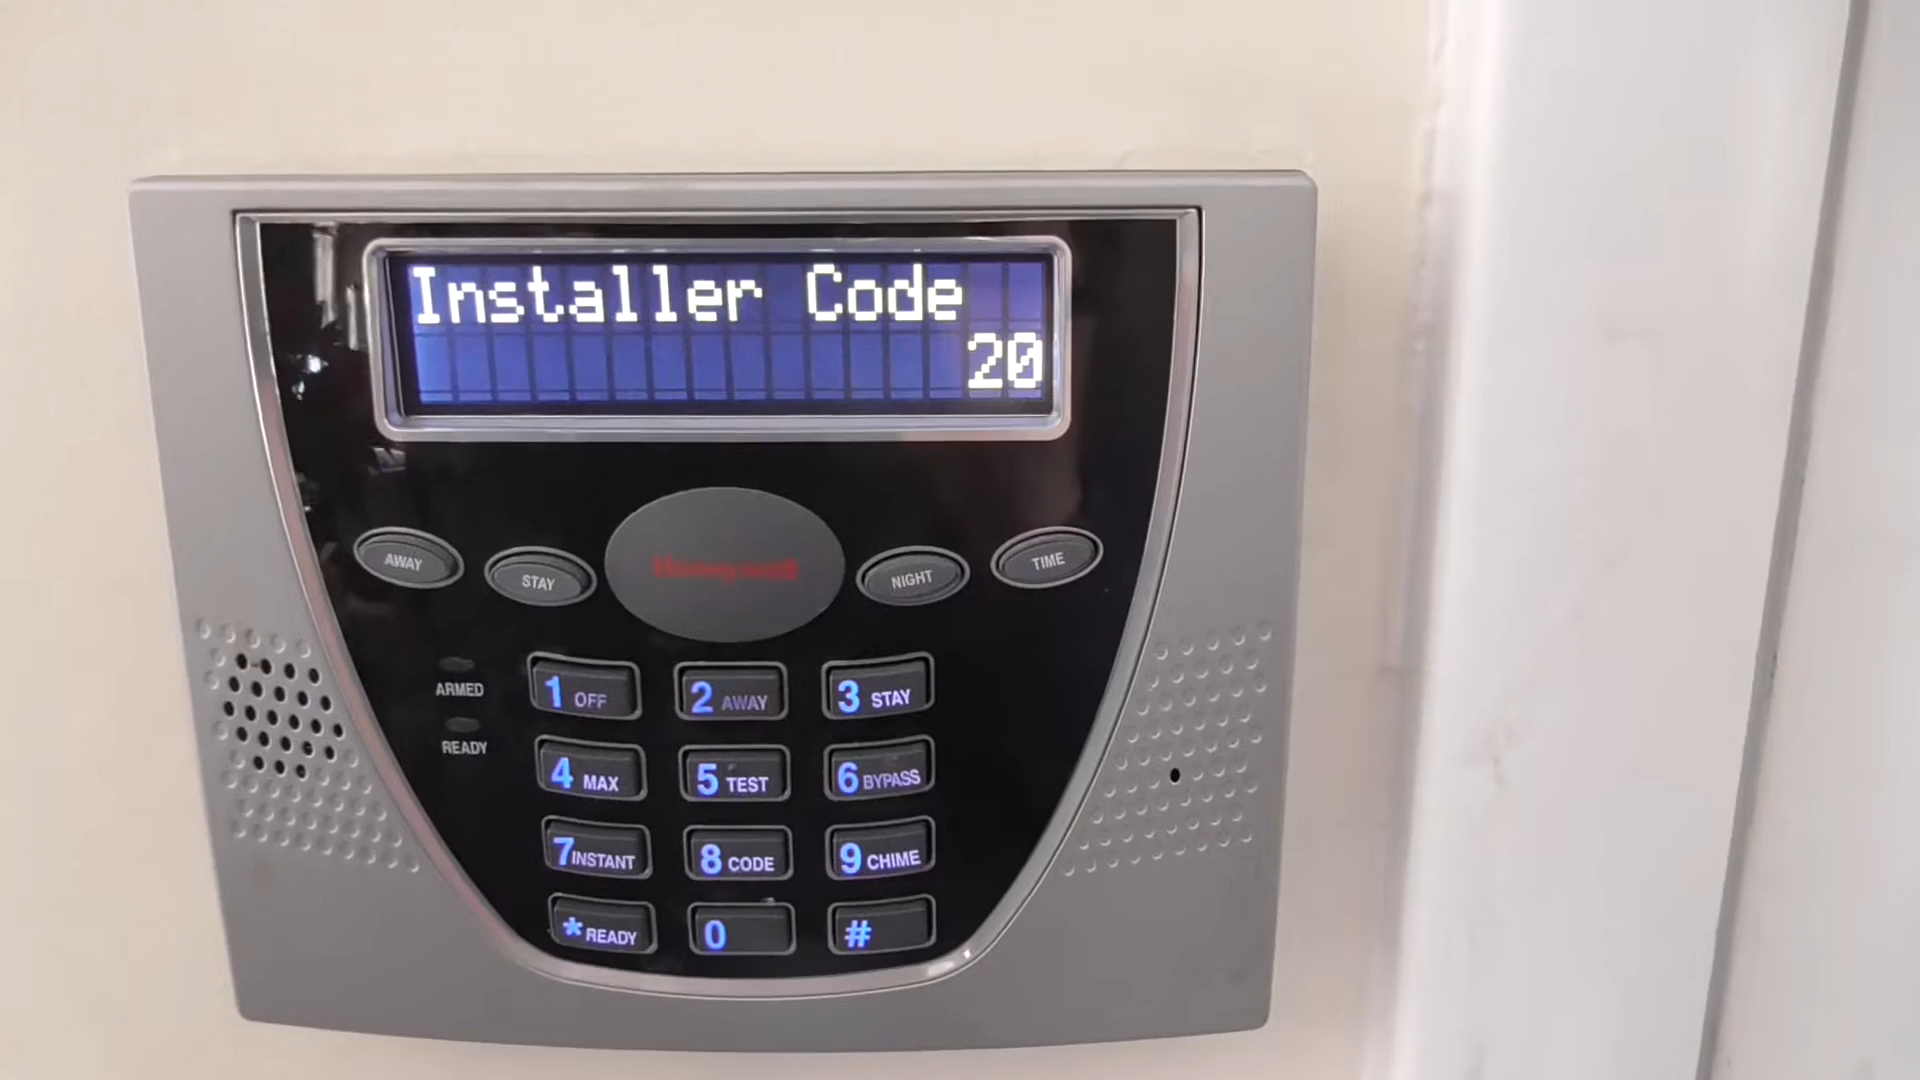 Installer Code
20
AWAY
STAY
Honeywell
NIGHT
TIME
ARMED
READY
1 OFF
2 AWAY
3 STAY
4 MAX
5 TEST
6 BYPASS
7 INSTANT
8 CODE
9 CHIME
* READY
0
#